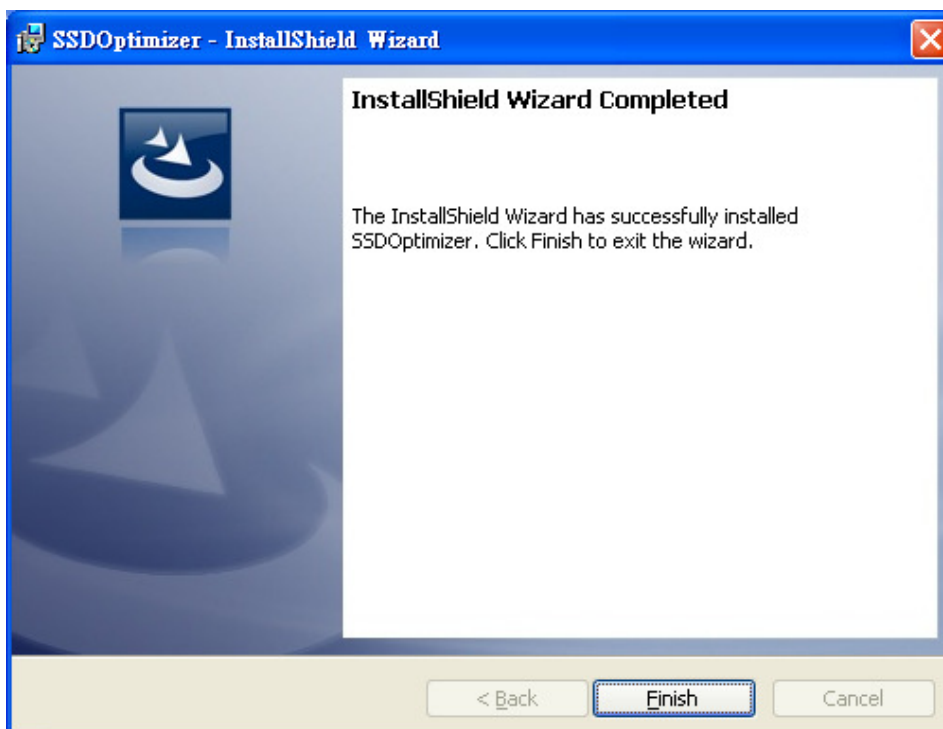 SSDOptimizer - InstallShield Wizard
InstallShield Wizard Completed
The InstallShield Wizard has successfully installed
SSDOptimizer. Click Finish to exit the wizard.
< Back
Finish
Cancel